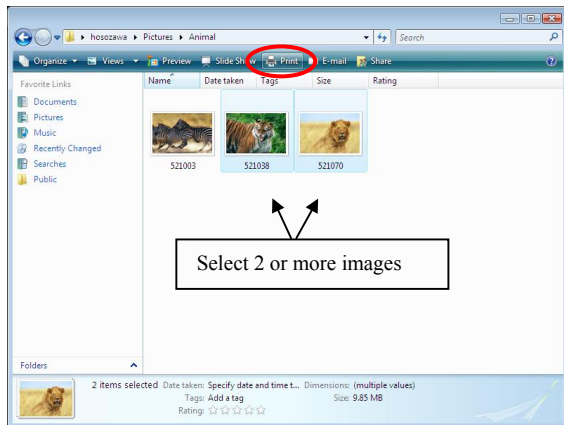 hosozawa ▸ Pictures ▸ Animal
Search
Organize Views Preview Slide Show Print E-mail Share
Favorite Links
Documents
Pictures
Music
Recently Changed
Searches
Public
Folders
Name Date taken Tags Size Rating
521003 521038 521070
Select 2 or more images
2 items selected Date taken: Specify date and time t... Dimensions: (multiple values)
Tags: Add a tag Size: 9.85 MB
Rating: